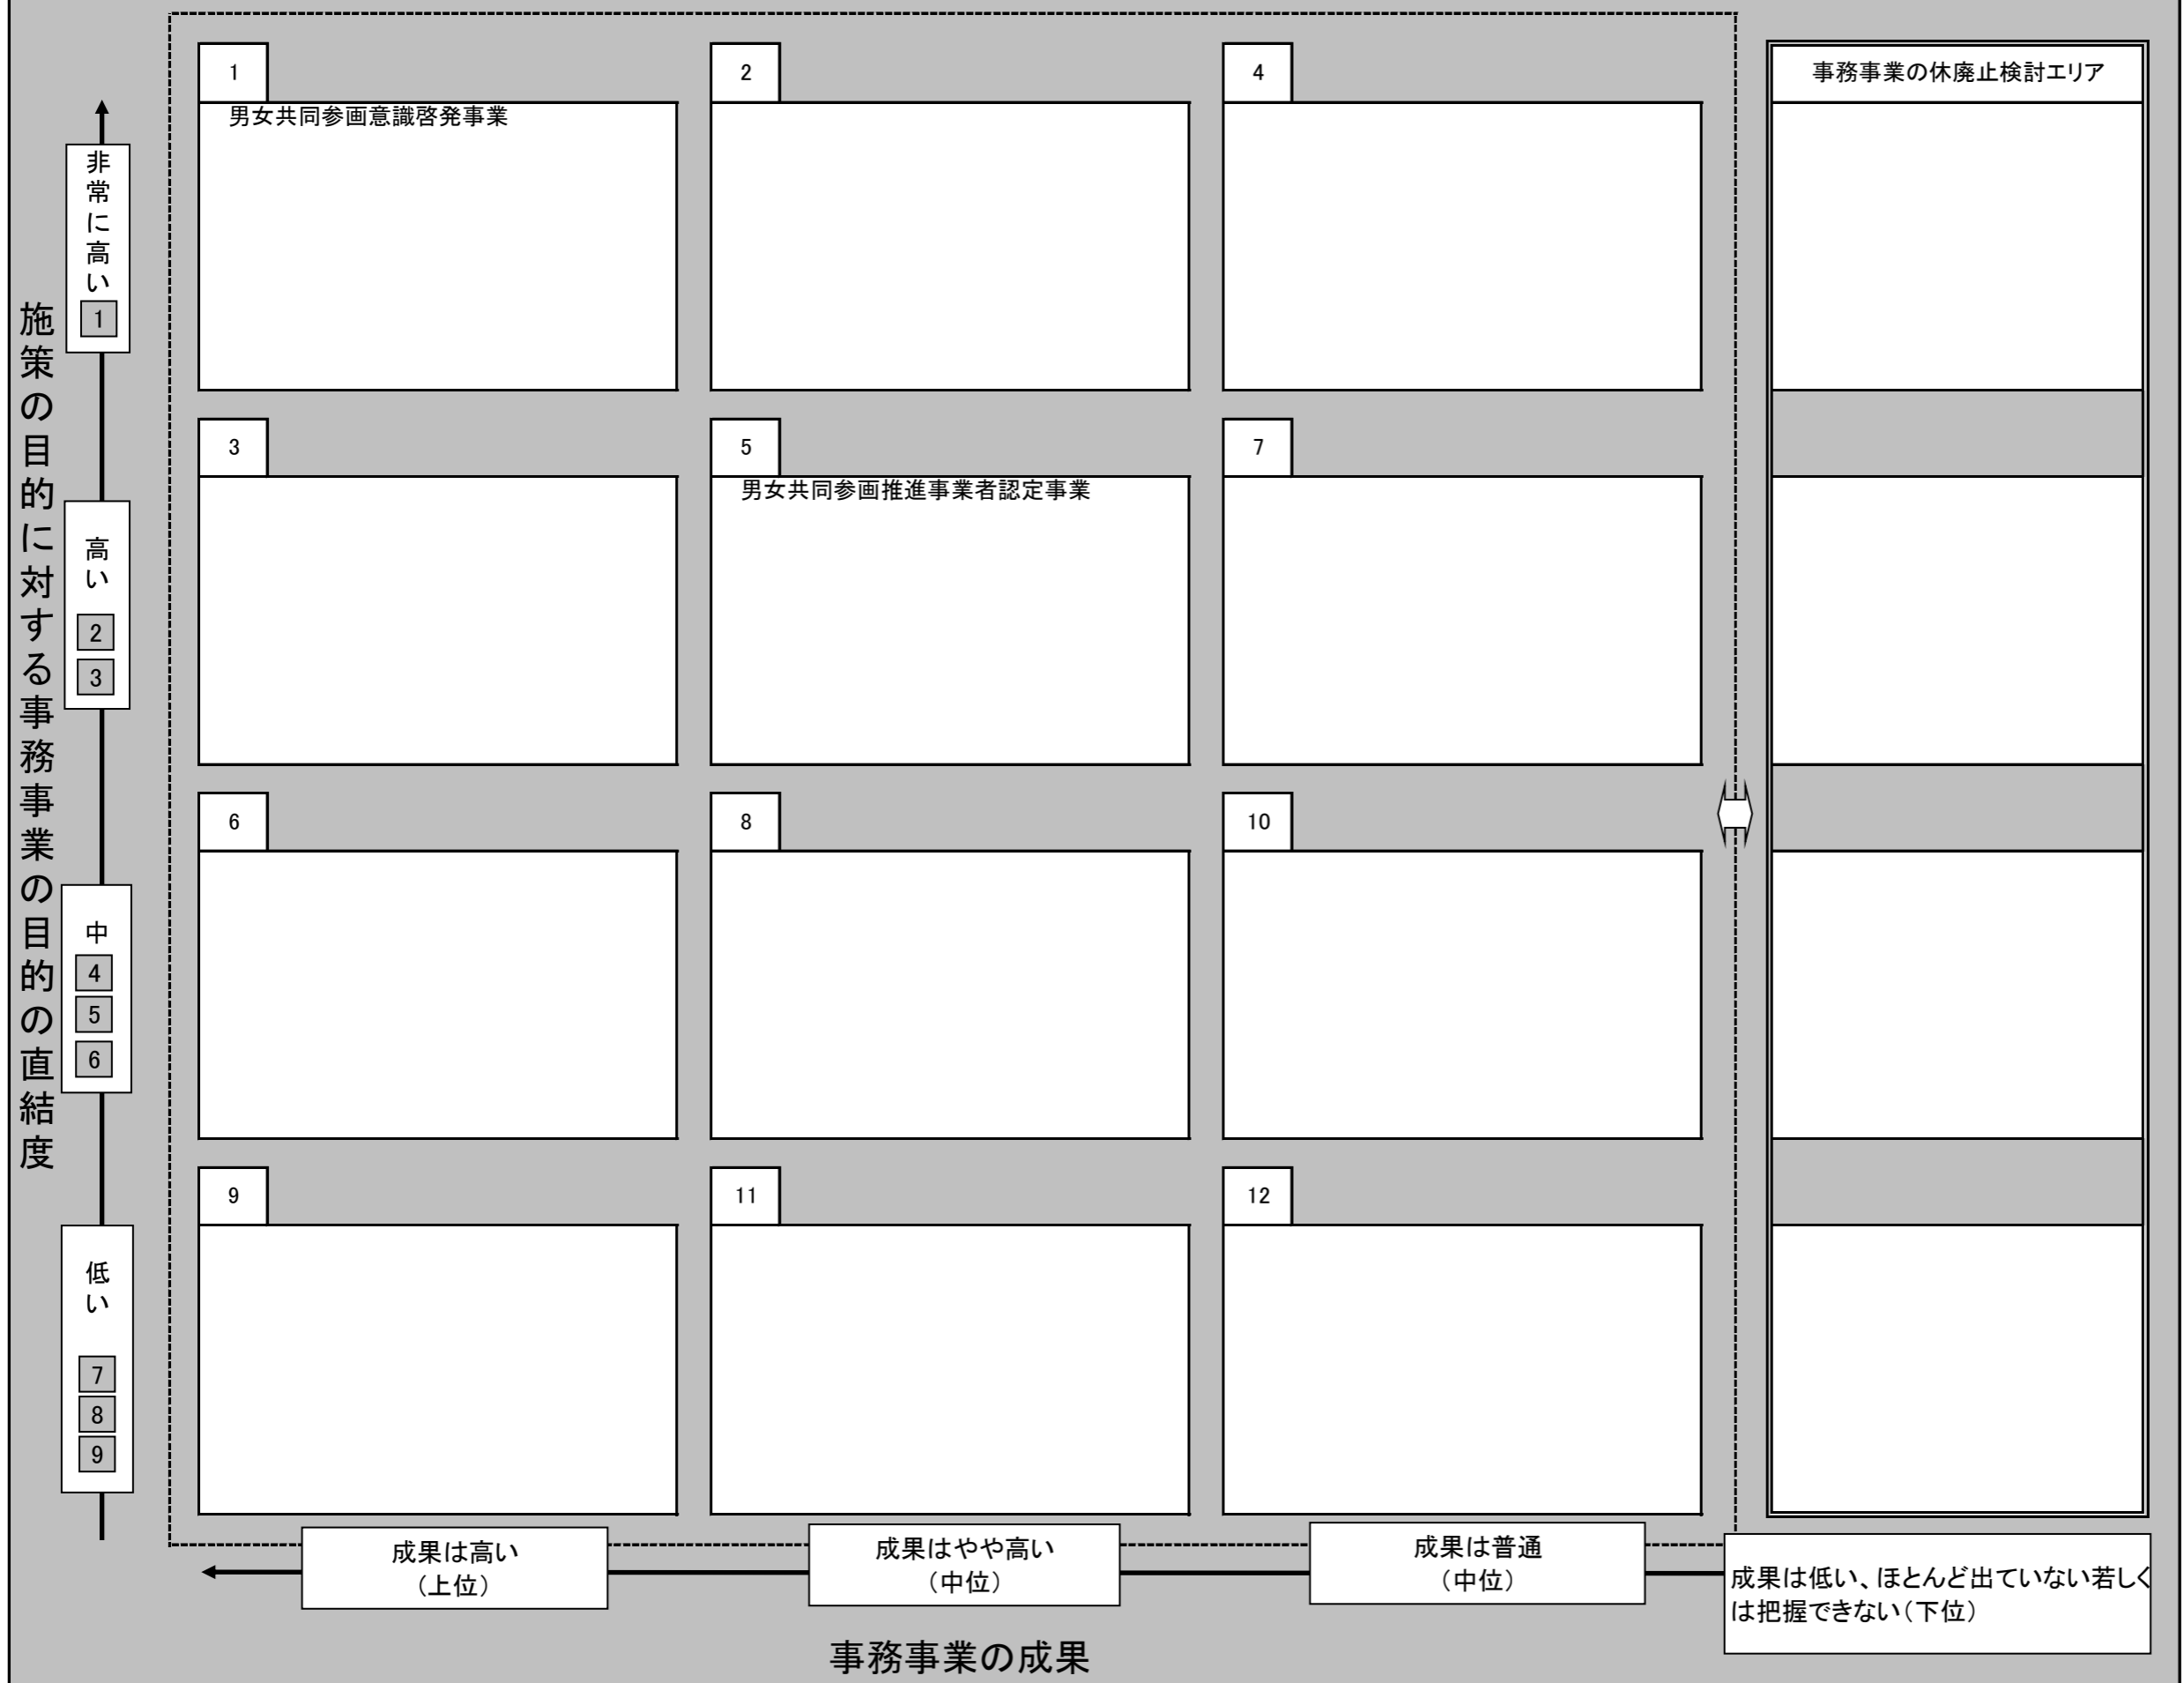 1
2
4
事務事業の休廃止検討エリア
男女共同参画意識啓発事業
非常に高い
1
3
5
7
男女共同参画推進事業者認定事業
高い
2
3
施策の目的に対する事務事業の目的の直結度
6
8
10
中
4
5
6
9
11
12
低い
7
8
9
成果は高い
（上位）
成果はやや高い
（中位）
成果は普通
（中位）
成果は低い、ほとんど出ていない若しく
は把握できない（下位）
事務事業の成果